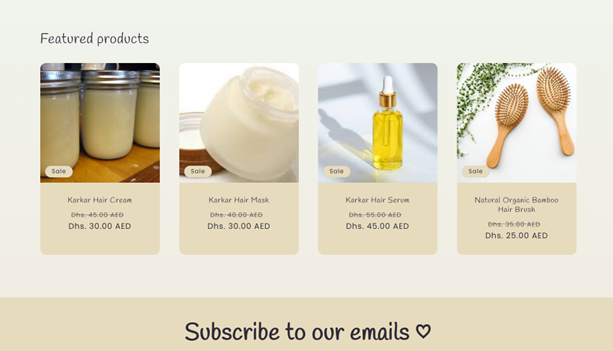 Featured products
Sale
Karkar Hair Cream
Dhs. 45.00 AED
Dhs. 30.00 AED
Sale
Karkar Hair Mask
Dhs. 40.00 AED
Dhs. 30.00 AED
Sale
Karkar Hair Serum
Dhs. 55.00 AED
Dhs. 45.00 AED
Sale
Natural Organic Bamboo
Hair Brush
Dhs. 35.00 AED
Dhs. 25.00 AED
Subscribe to our emails ♡